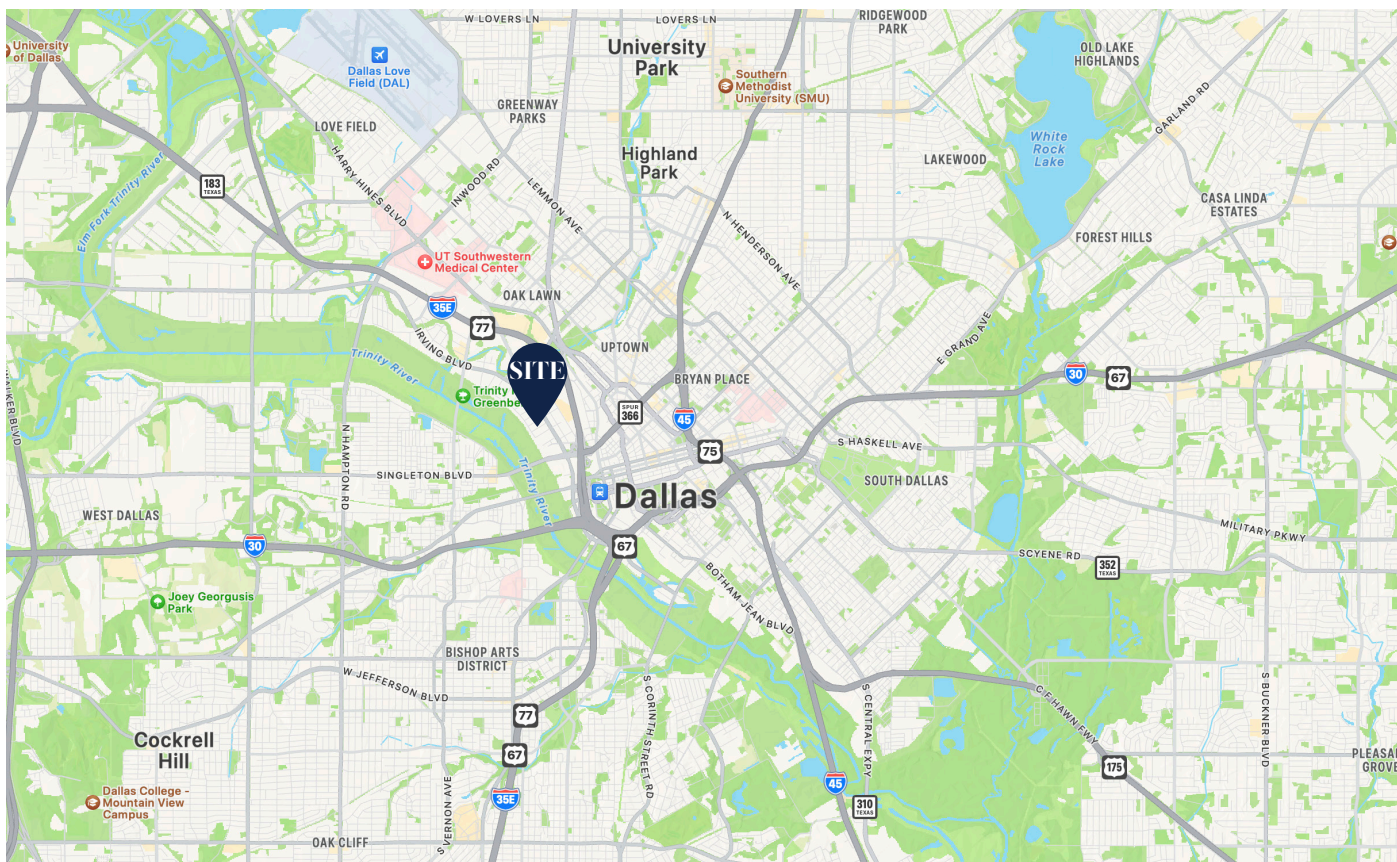 W LOVERS LN
LOVERS LN
RIDGEWOOD
PARK
University
of Dallas
Dallas Love
Field (DAL)
University
Park
OLD LAKE
HIGHLANDS
Southern
Methodist
University (SMU)
GREENWAY
PARKS
GARLAND RD
LOVE FIELD
White
Rock
Lake
Highland
Park
LAKEWOOD
HARRY HINES BLVD
INWOOD RD
LEMMON AVE
183
TEXAS
CASA LINDA
ESTATES
Elm Fork Trinity River
N HENDERSON AVE
FOREST HILLS
UT Southwestern
Medical Center
OAK LAWN
35E
77
IRVING BLVD
UPTOWN
E GRAND AVE
Trinity River
SITE
BRYAN PLACE
30
67
Trinity
Greenbe
SPUR
366
45
WALKER BLVD
N HAMPTON RD
75
S HASKELL AVE
SINGLETON BLVD
Trinity River
SOUTH DALLAS
Dallas
WEST DALLAS
MILITARY PKWY
30
67
SCYENE RD
352
TEXAS
Joey Georgusis
Park
BOTHAM JEAN BLVD
BISHOP ARTS
DISTRICT
W JEFFERSON BLVD
S CORINTH STREET RD
S CENTRAL EXPY
C F HAWN FWY
S BUCKNER BLVD
77
Cockrell
Hill
67
PLEASA
GROVE
175
45
Dallas College -
Mountain View
Campus
35E
310
TEXAS
S VERNON AVE
OAK CLIFF